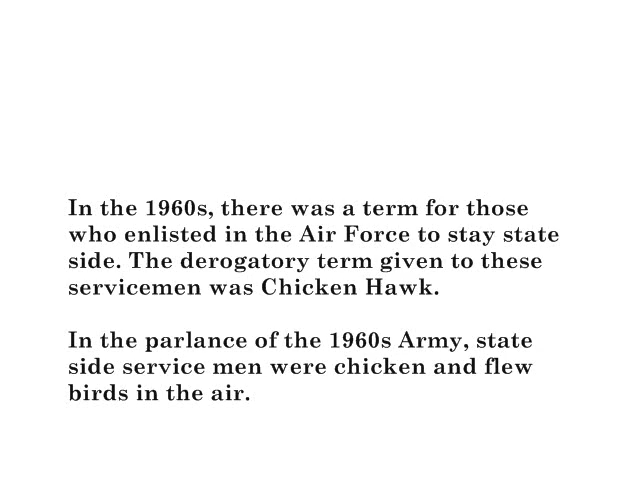 In the 1960s, there was a term for those
who enlisted in the Air Force to stay state
side. The derogatory term given to these
servicemen was Chicken Hawk.

In the parlance of the 1960s Army, state
side service men were chicken and flew
birds in the air.